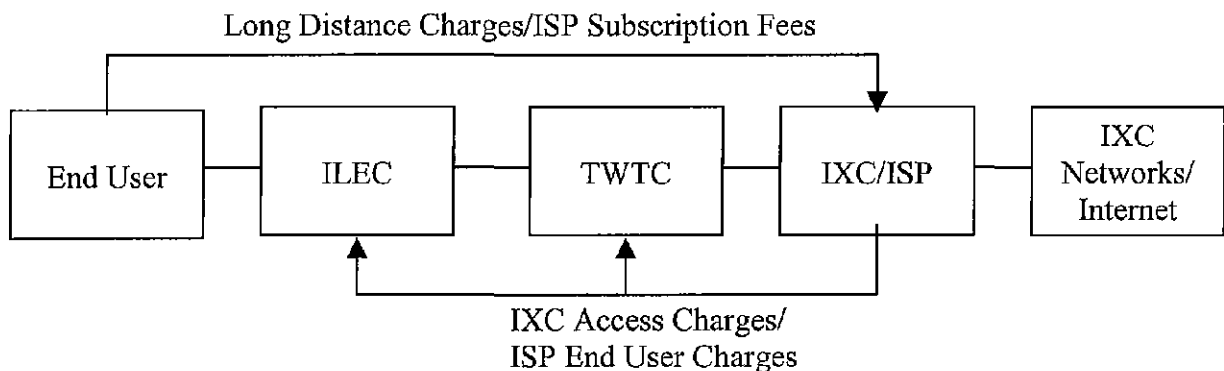 Long Distance Charges/ISP Subscription Fees
End User
ILEC
TWTC
IXC/ISP
IXC
Networks/
Internet
IXC Access Charges/
ISP End User Charges